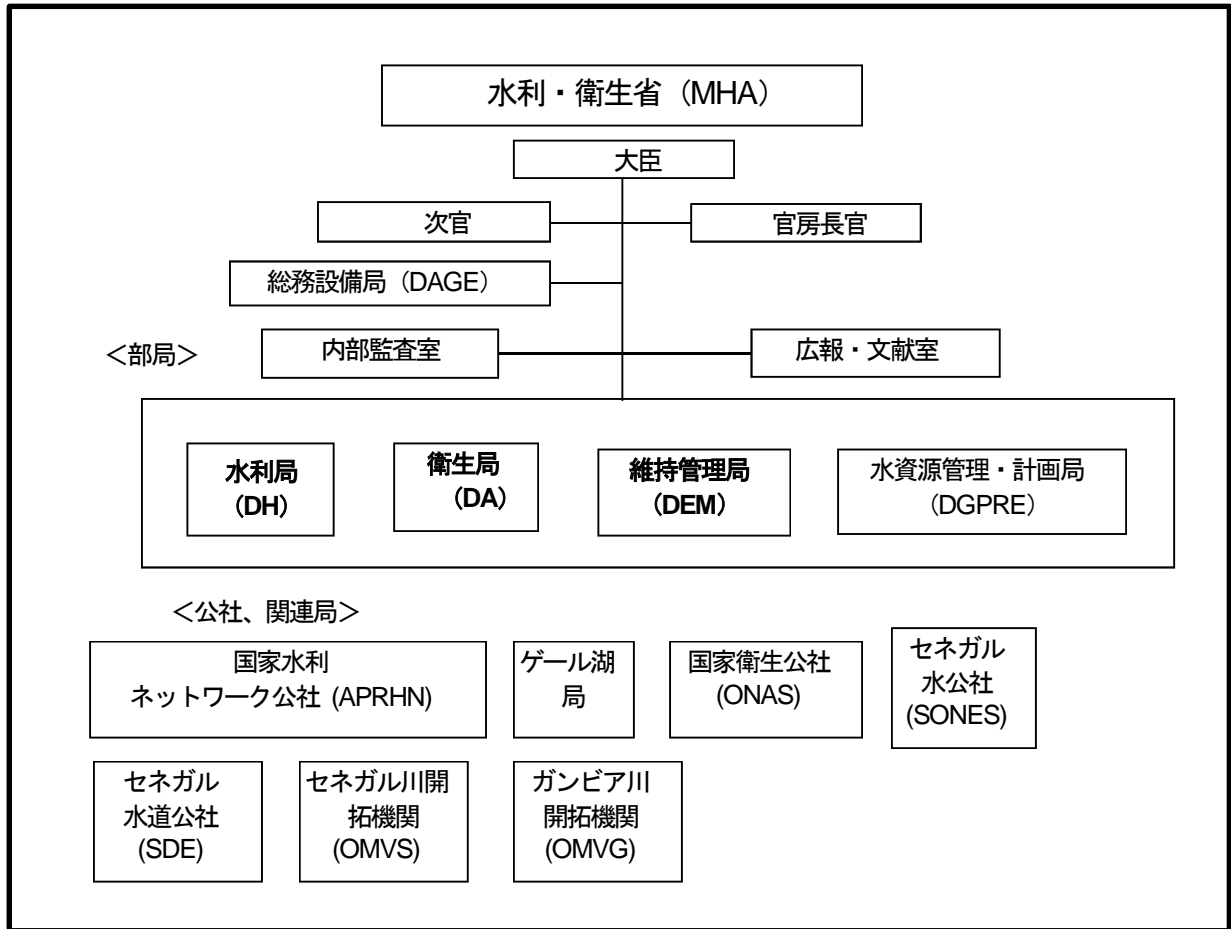 水利・衛生省（MHA）
大臣
次官
官房長官
総務設備局（DAGE）
＜部局＞
内部監査室
広報・文献室
水利局
（DH）
衛生局
（DA）
維持管理局
（DEM）
水資源管理・計画局
（DGPRE）
＜公社、関連局＞
国家水利
ネットワーク公社 (APRHN)
ゲール湖
局
国家衛生公社
(ONAS)
セネガル
水公社
(SONES)
セネガル
水道公社
(SDE)
セネガル川開
拓機関
(OMVS)
ガンビア川
開拓機関
(OMVG)